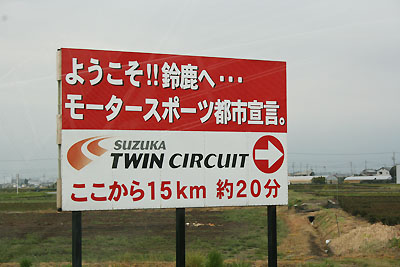 ようこそ!!鈴鹿へ・・・
モータースポーツ都市宣言。
SUZUKA
TWIN CIRCUIT
ここから15km 約20分